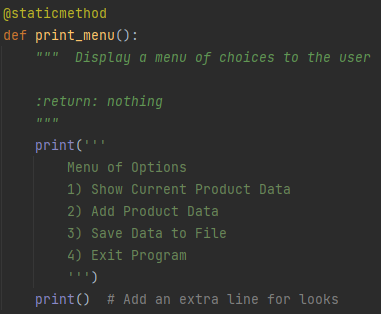 @staticmethod
def print_menu():
    """  Display a menu of choices to the user

    :return: nothing
    """
    print('''
        Menu of Options
        1) Show Current Product Data
        2) Add Product Data
        3) Save Data to File
        4) Exit Program
        ''')
    print()  # Add an extra line for looks